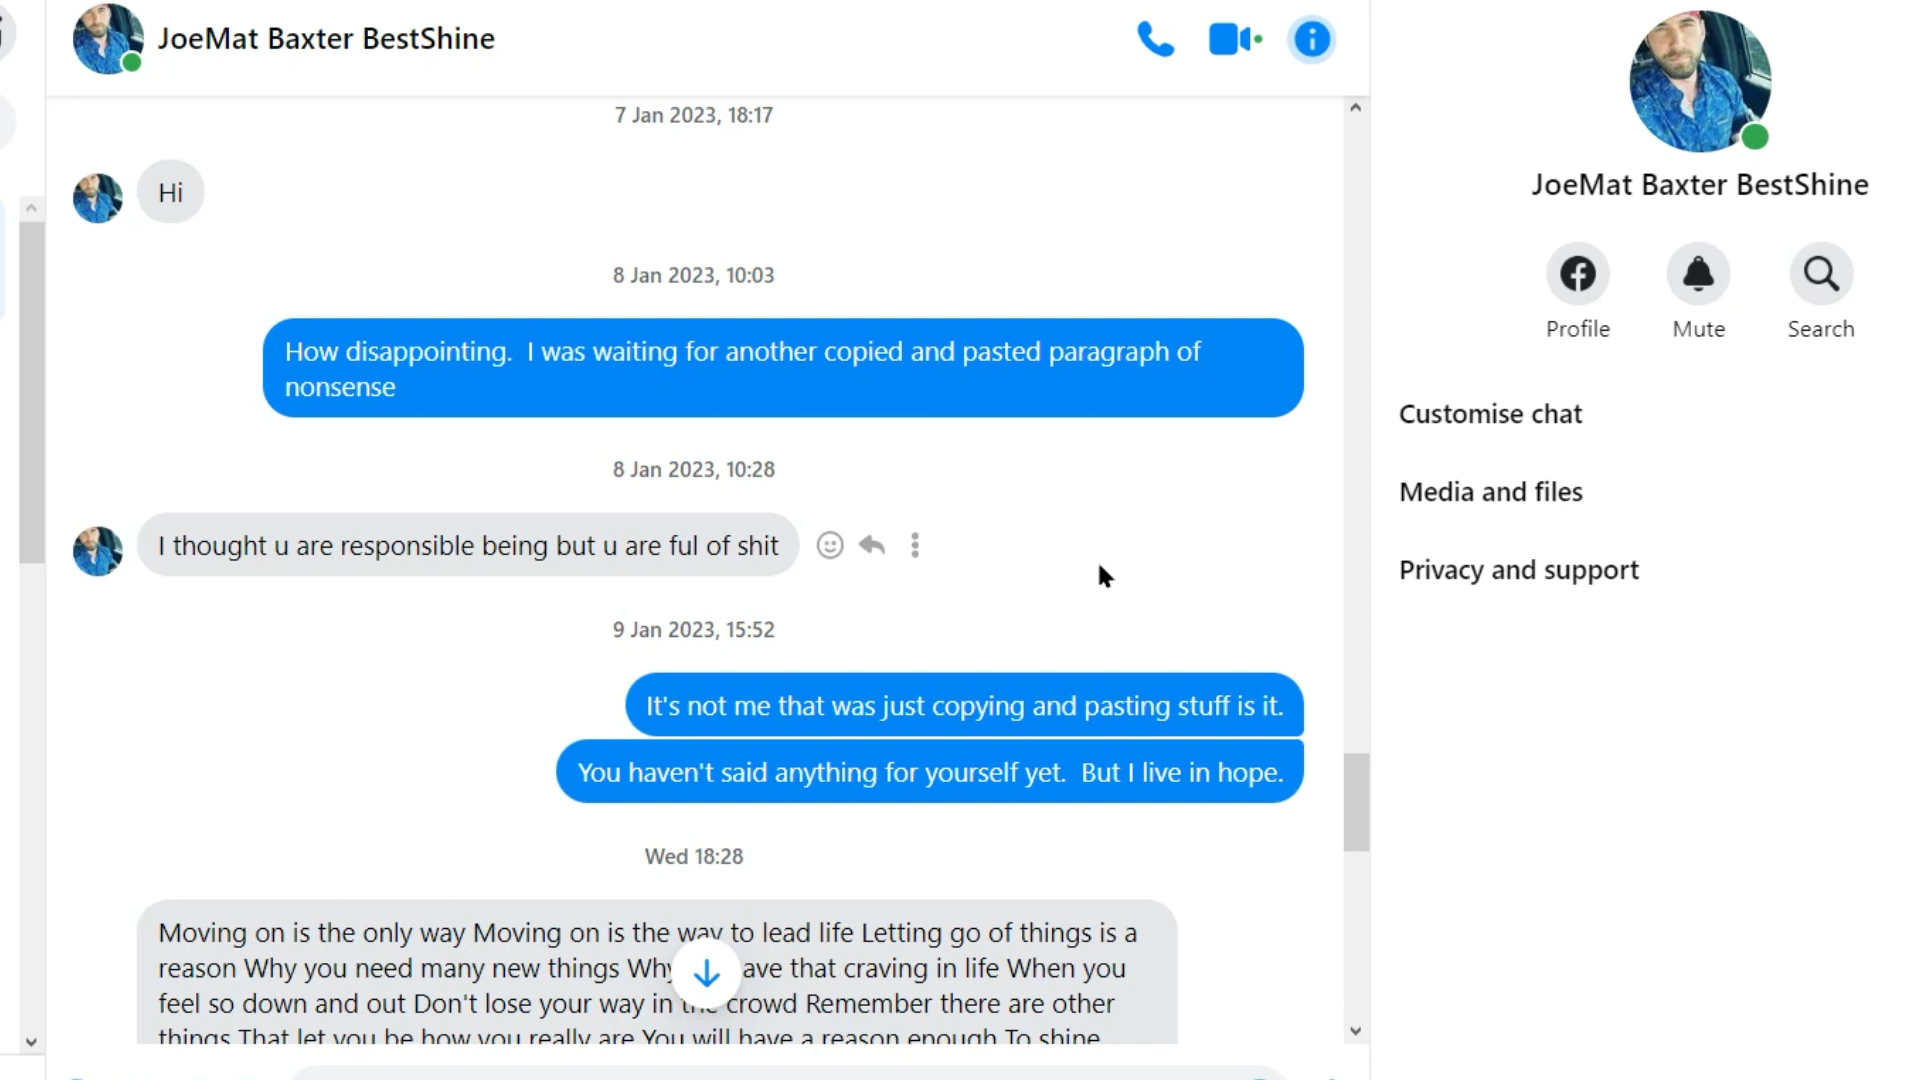 JoeMat Baxter BestShine
7 Jan 2023, 18:17
Hi
8 Jan 2023, 10:03
How disappointing.  I was waiting for another copied and pasted paragraph of
nonsense
8 Jan 2023, 10:28
I thought u are responsible being but u are ful of shit
9 Jan 2023, 15:52
It's not me that was just copying and pasting stuff is it.
You haven't said anything for yourself yet.  But I live in hope.
Wed 18:28
Moving on is the only way Moving on is the way to lead life Letting go of things is a
reason Why you need many new things Why ave that craving in life When you
feel so down and out Don't lose your way in the crowd Remember there are other
things That let you be how you really are You will have a reason enough To shine
JoeMat Baxter BestShine
Profile
Mute
Search
Customise chat
Media and files
Privacy and support